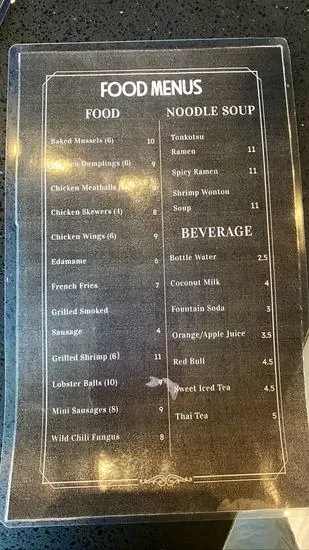 FOOD MENUS
FOOD
Baked Mussels (6) 10
Chicken Dumplings (6) 9
Chicken Meatballs 9
Chicken Skewers (4) 8
Chicken Wings (6) 9
Edamame 6
French Fries 7
Grilled Smoked
Sausage 4
Grilled Shrimp (6) 11
Lobster Balls (10)
Mini Sausages (8) 9
Wild Chili Fungus 8
NOODLE SOUP
Tonkotsu
Ramen 11
Spicy Ramen 11
Shrimp Wonton
Soup 11
BEVERAGE
Bottle Water 2.5
Coconut Milk 4
Fountain Soda 3
Orange/Apple Juice 3.5
Red Bull 4.5
Sweet Iced Tea 4.5
Thai Tea 5